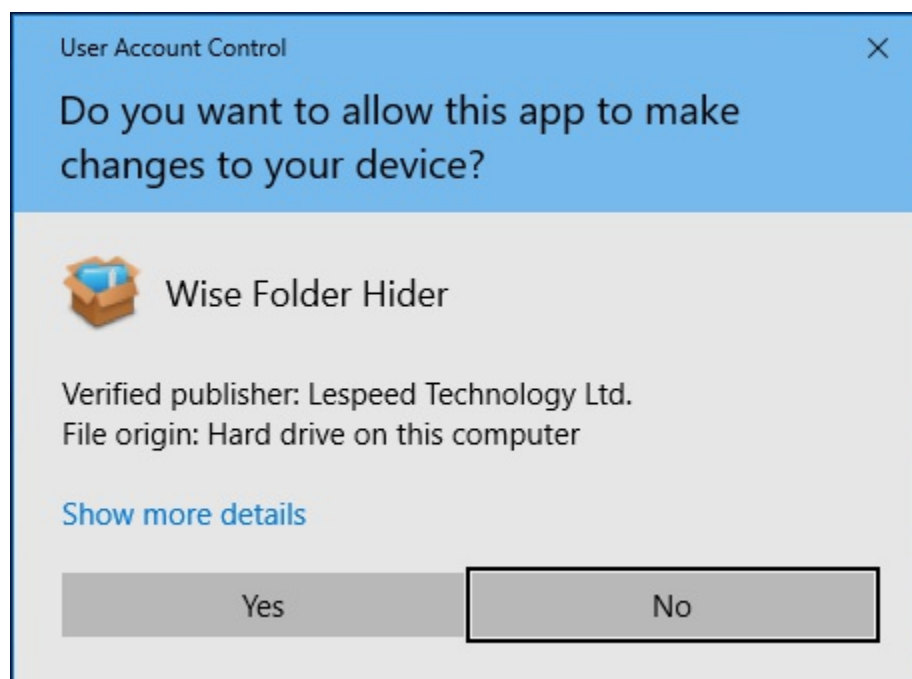 User Account Control
Do you want to allow this app to make
changes to your device?
Wise Folder Hider
Verified publisher: Lespeed Technology Ltd.
File origin: Hard drive on this computer
Show more details
Yes
No